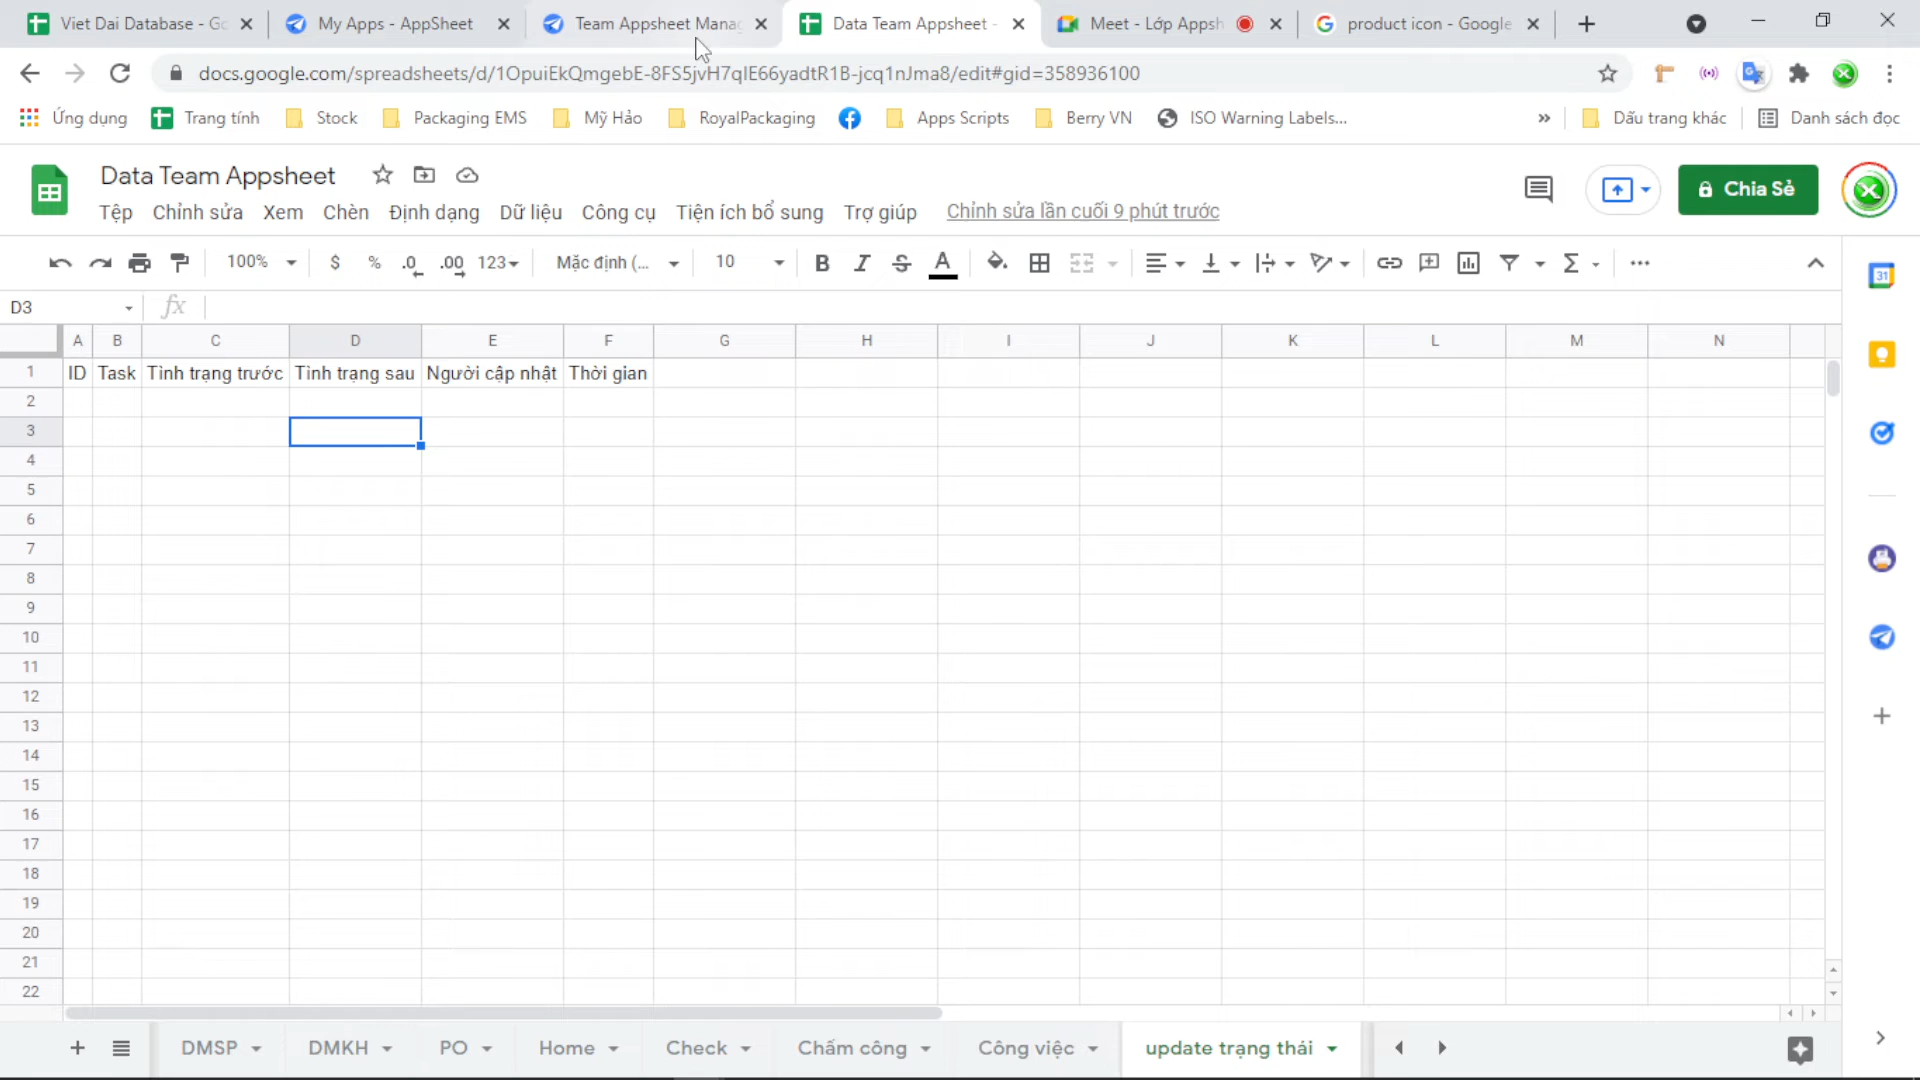 Viet Dai Database - Go
My Apps - AppSheet
Team Appsheet Manag
Data Team Appsheet -
Meet - Lớp Appsh
product icon - Google
docs.google.com/spreadsheets/d/1OpuiEkQmgebE-8FS5jvH7qIE66yadtR1B-jcq1nJma8/edit#gid=358936100
Ứng dụng
Trang tính
Stock
Packaging EMS
Mỹ Hảo
RoyalPackaging
Apps Scripts
Berry VN
ISO Warning Labels...
»
Dấu trang khác
Danh sách đọc
Data Team Appsheet
Chia Sẻ
Tệp Chỉnh sửa Xem Chèn Định dạng Dữ liệu Công cụ Tiện ích bổ sung Trợ giúp Chỉnh sửa lần cuối 9 phút trước
100% $ % .0 .00 123 Mặc định (... 10 B I S A Σ
31
D3 fx
A B C D E F G H I J K L M N
1 ID Task Tình trạng trước Tình trạng sau Người cập nhật Thời gian
2
3
4
5
6
7
8
9
10
11
12
13
14
15
16
17
18
19
20
21
22
+ DMSP DMKH PO Home Check Chấm công Công việc update trạng thái